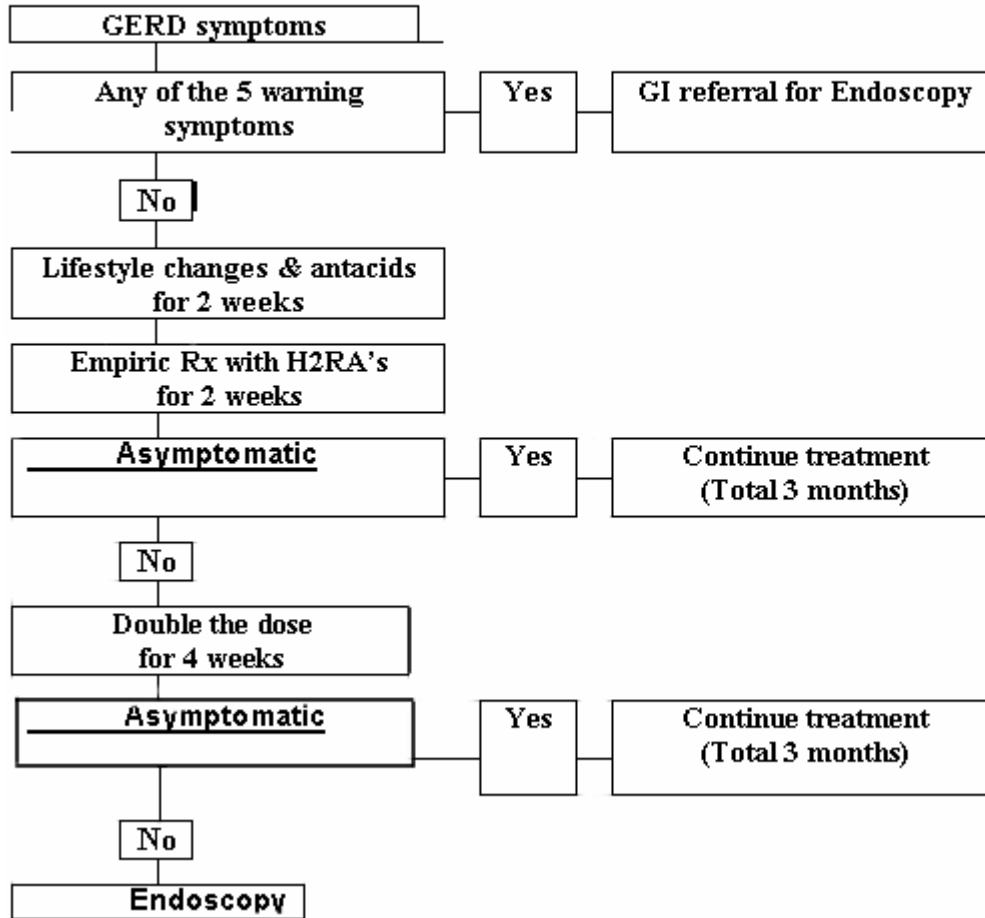 GERD symptoms
Any of the 5 warning
symptoms
Yes
GI referral for Endoscopy
No
Lifestyle changes & antacids
for 2 weeks
Empiric Rx with H2RA's
for 2 weeks
Asymptomatic
Yes
Continue treatment
(Total 3 months)
No
Double the dose
for 4 weeks
Asymptomatic
Yes
Continue treatment
(Total 3 months)
No
Endoscopy